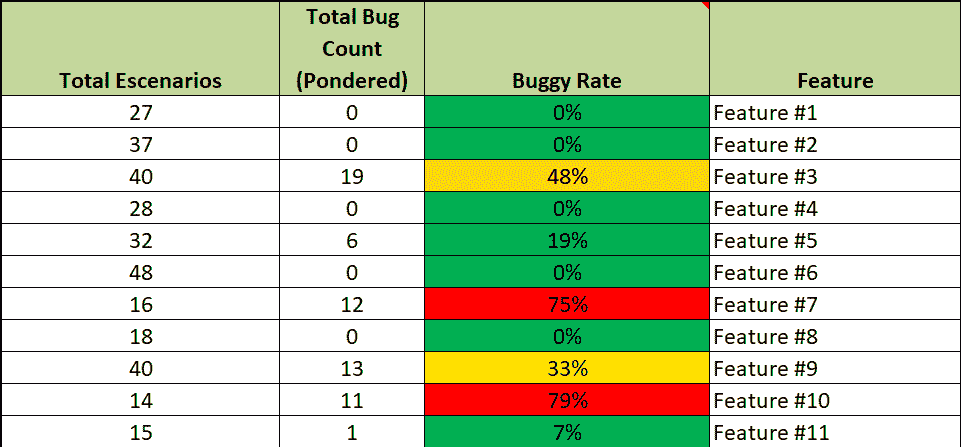 Total Escenarios Total Bug Count (Pondered) Buggy Rate Feature
27 0 0% Feature #1
37 0 0% Feature #2
40 19 48% Feature #3
28 0 0% Feature #4
32 6 19% Feature #5
48 0 0% Feature #6
16 12 75% Feature #7
18 0 0% Feature #8
40 13 33% Feature #9
14 11 79% Feature #10
15 1 7% Feature #11